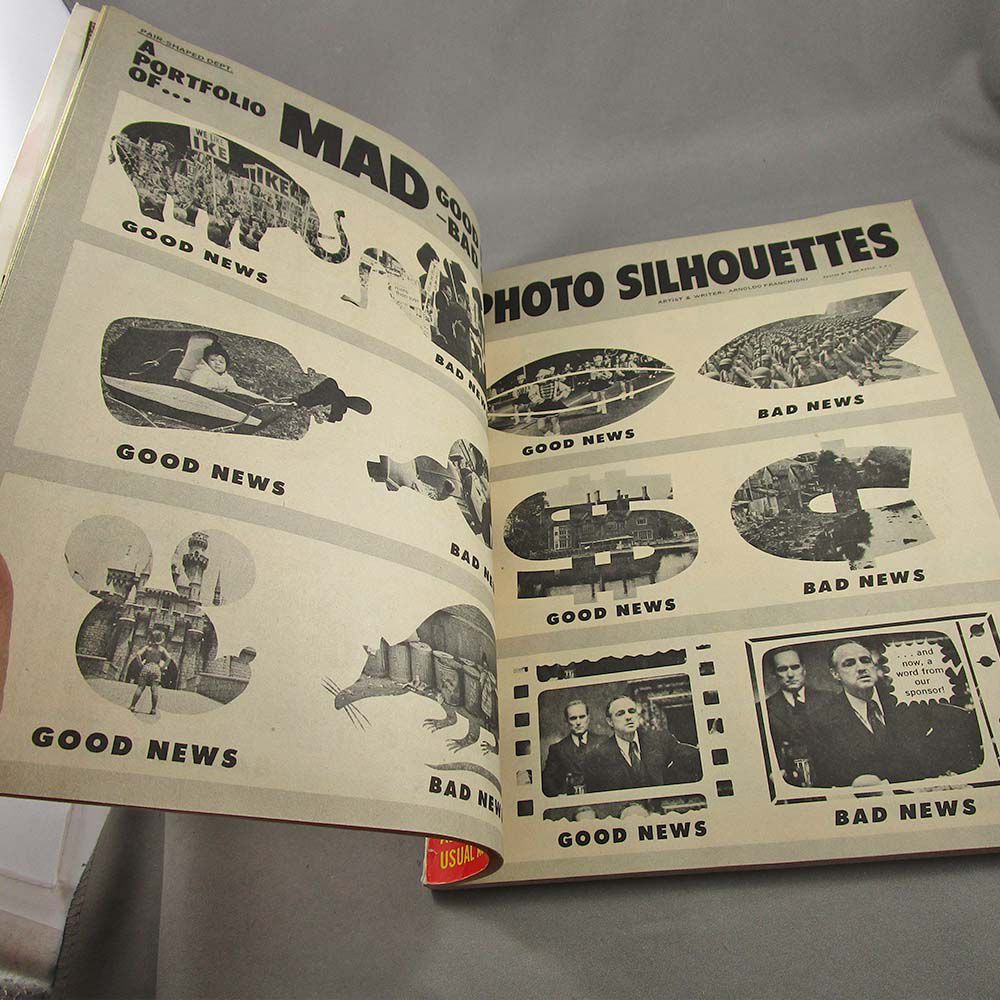 PAIR-SHAPED DEPT.
A
PORTFOLIO
OF...
MAD
GOOD
-BAD
WE LIKE
IKE
IKE
GOOD NEWS
BAD NEWS
GOOD NEWS
BAD NE
GOOD NEWS
BAD NEWS
PHOTO SILHOUETTES
ARTIST & WRITER: ARNOLDO FRANCHIONI
GOOD NEWS
BAD NEWS
GOOD NEWS
BAD NEWS
... and
now, a
word from
our
sponsor!
GOOD NEWS
BAD NEWS
USUAL